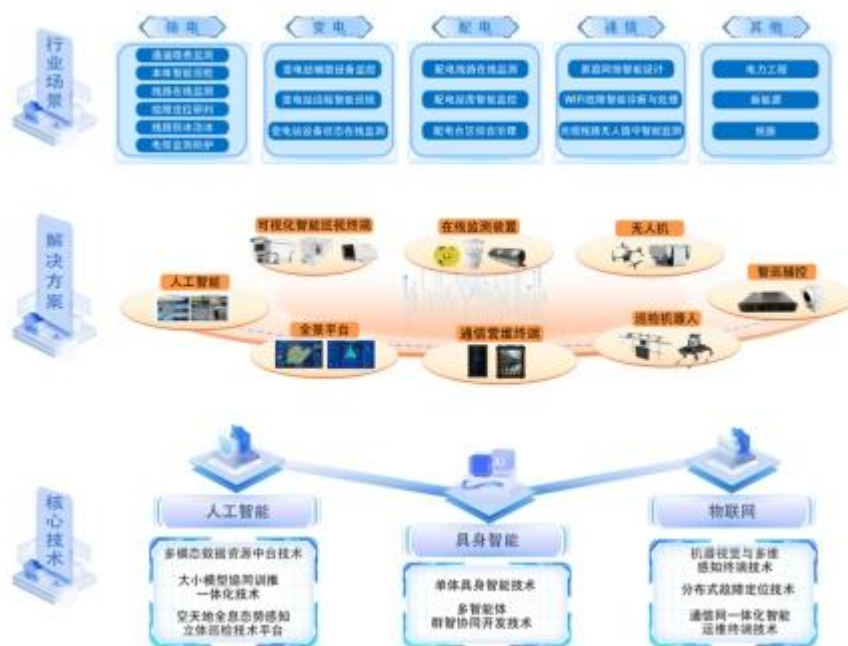 行业场景
输电
变电
配电
通信
其他
通道隐患监测
本体智能巡检
线路在线监测
故障定位研判
线路防冰融冰
电缆监测防护
变电站辅助设备监控
变电站远程智能巡视
变电站设备状态在线监测
配电线路在线监测
配电深度智能监控
配电台区综合治理
家庭网络智能设计
WIFI故障智能诊断与处理
光缆线路无人值守智能监测
电力工程
新能源
解决方案
可视化智能巡视终端
在线监测装置
无人机
人工智能
智巡辅控
全景平台
通信营维终端
巡检机器人
核心技术
人工智能
多模态数据资源中台技术
大小模型协同训推
一体化技术
空天地全息态势感知
立体巡检技术平台
具身智能
单体具身智能技术
多智能体
群智协同开发技术
物联网
机器视觉与多维
感知终端技术
分布式故障定位技术
通信网一体化智能
运维终端技术